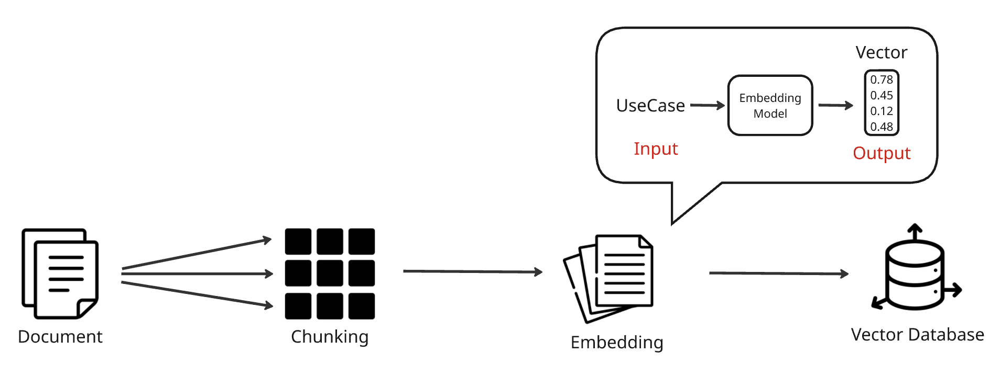 Vector
0.78
0.45
0.12
0.48
UseCase
Embedding
Model
Input
Output
Document
Chunking
Embedding
Vector Database